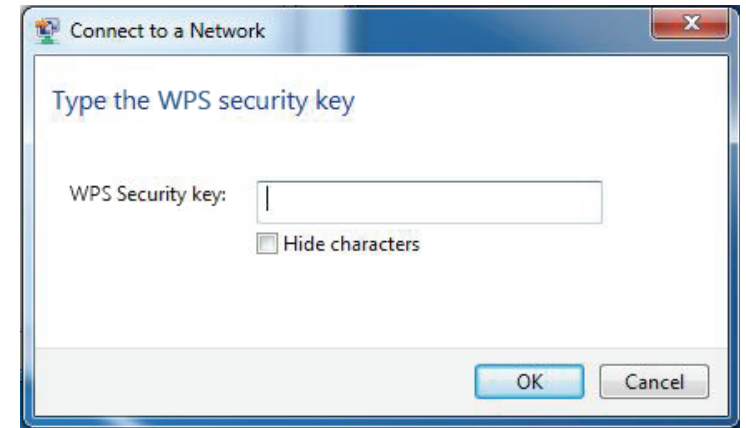 Connect to a Network
Type the WPS security key
WPS Security key:
Hide characters
OK
Cancel